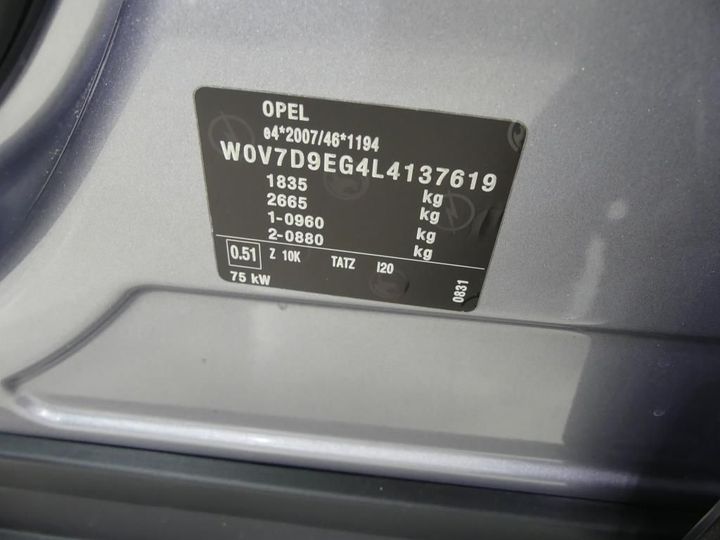 OPEL
e4*2007/46*1194
W0V7D9EG4L4137619
1835 kg
2665 kg
1-0960 kg
2-0880 kg
0.51 Z 10K TATZ I20
75 kW 0831